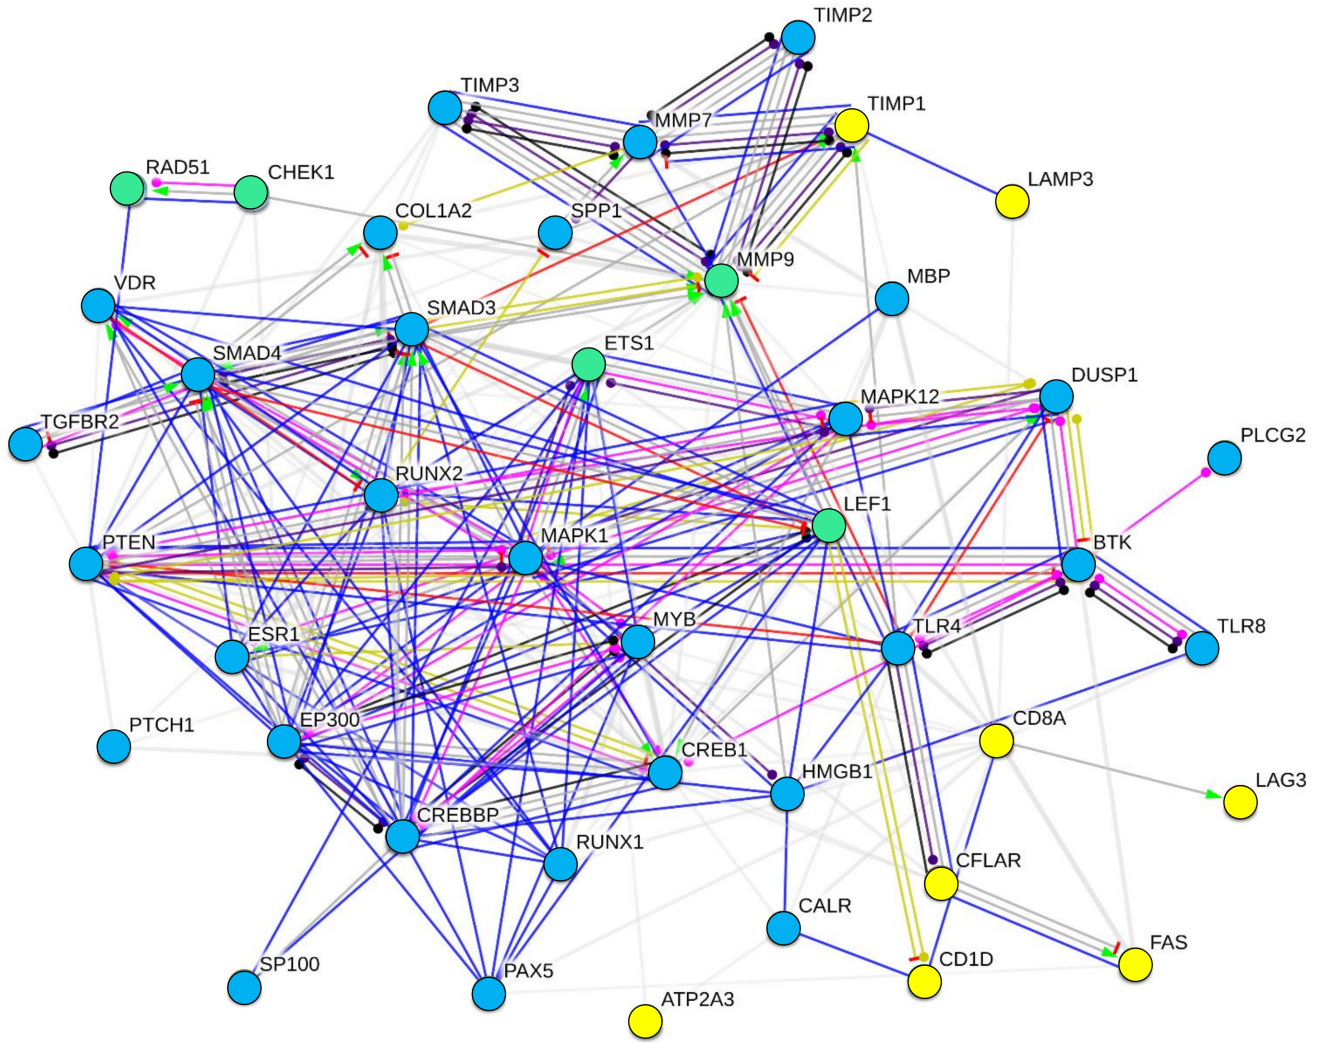 TIMP2
TIMP3
TIMP1
MMP7
RAD51
CHEK1
LAMP3
COL1A2
SPP1
MMP9
MBP
VDR
SMAD3
ETS1
SMAD4
DUSP1
MAPK12
TGFBR2
PLCG2
RUNX2
LEF1
PTEN
MAPK1
BTK
MYB
TLR4
TLR8
ESR1
PTCH1
EP300
CD8A
CREB1
HMGB1
LAG3
CREBBP
RUNX1
CFLAR
CALR
FAS
SP100
PAX5
CD1D
ATP2A3